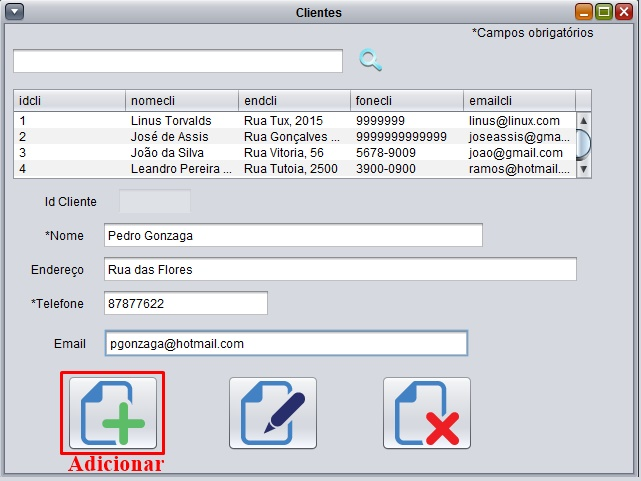 Clientes
*Campos obrigatórios
idcli nomecli endcli fonecli emailcli
1 Linus Torvalds Rua Tux, 2015 9999999 linus@linux.com
2 José de Assis Rua Gonçalves ... 9999999999999 joseassis@gma...
3 João da Silva Rua Vitoria, 56 5678-9009 joao@gmail.com
4 Leandro Pereira ... Rua Tutoia, 2500 3900-0900 ramos@hotmail....
Id Cliente
*Nome Pedro Gonzaga
Endereço Rua das Flores
*Telefone 87877622
Email pgonzaga@hotmail.com
Adicionar